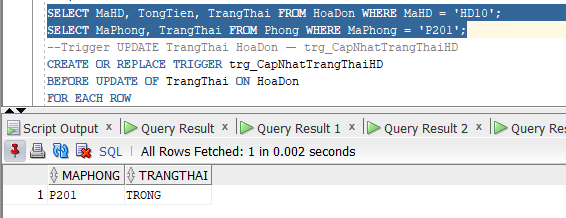 SELECT MaHD, TongTien, TrangThai FROM HoaDon WHERE MaHD = 'HD10';
SELECT MaPhong, TrangThai FROM Phong WHERE MaPhong = 'P201';
--Trigger UPDATE TrangThai HoaDon — trg_CapNhatTrangThaiHD
CREATE OR REPLACE TRIGGER trg_CapNhatTrangThaiHD
BEFORE UPDATE OF TrangThai ON HoaDon
FOR EACH ROW
Script Output x Query Result x Query Result 1 x Query Result 2 x Query
SQL | All Rows Fetched: 1 in 0.002 seconds
MAPHONG TRANGTHAI
1 P201 TRONG